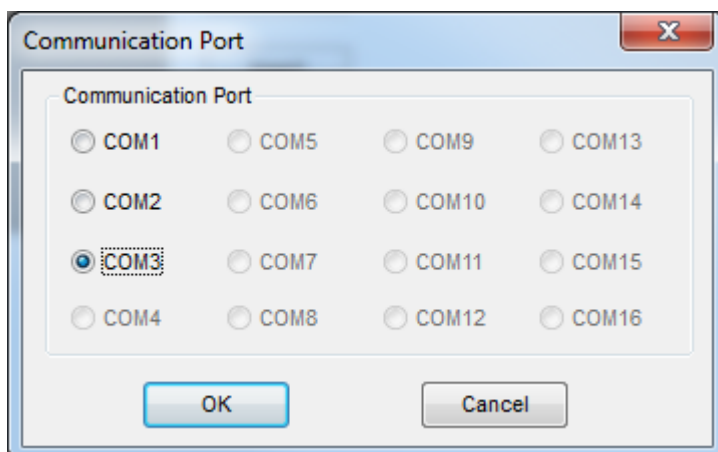 Communication Port
Communication Port
COM1 COM5 COM9 COM13
COM2 COM6 COM10 COM14
COM3 COM7 COM11 COM15
COM4 COM8 COM12 COM16
OK Cancel